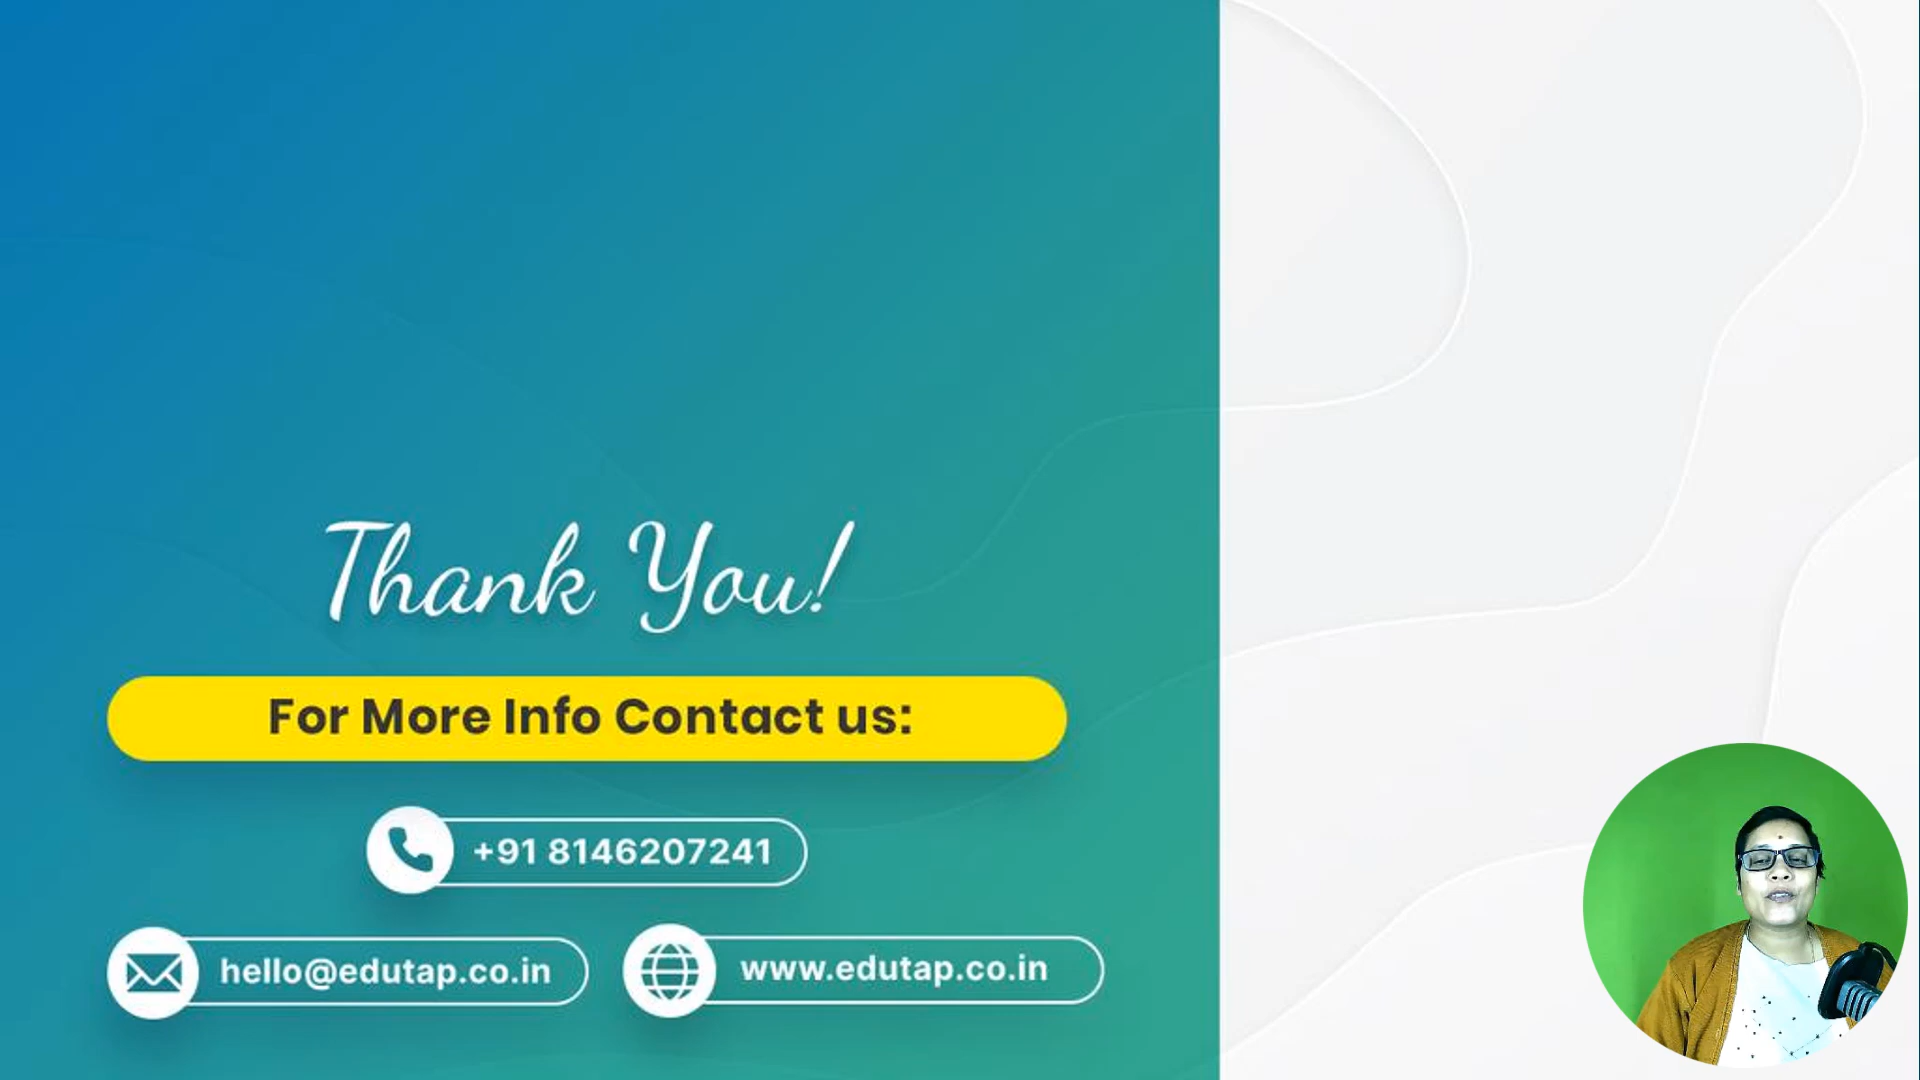 Thank You!
For More Info Contact us:
+91 8146207241
hello@edutap.co.in
www.edutap.co.in